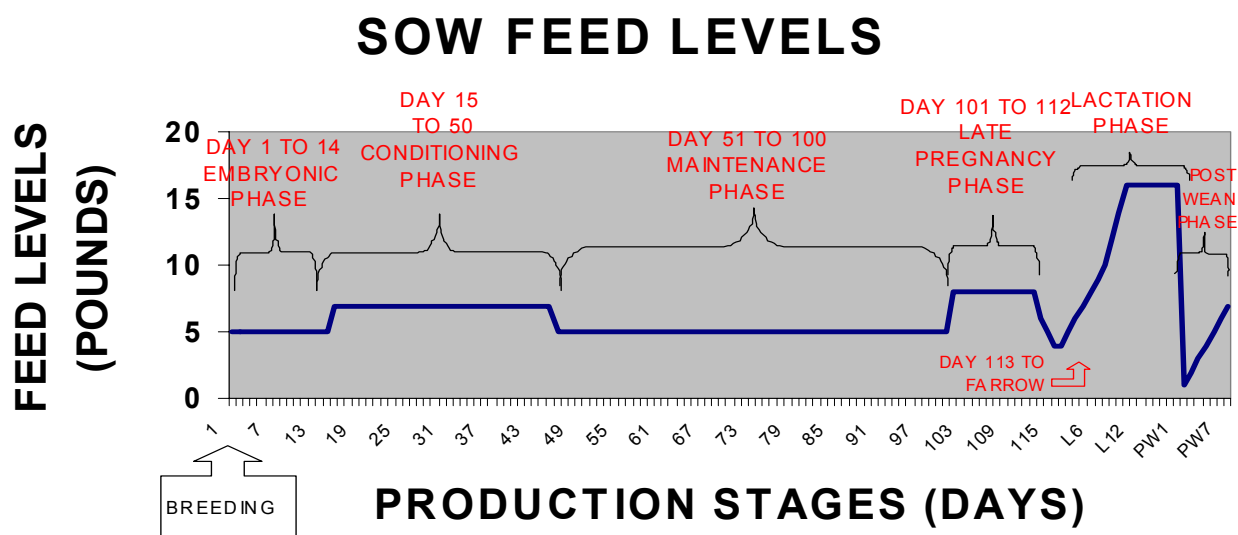 SOW FEED LEVELS
FEED LEVELS
(POUNDS)
20
15
10
5
0
DAY 1 TO 14
EMBRYONIC
PHASE
DAY 15
TO 50
CONDITIONING
PHASE
DAY 51 TO 100
MAINTENANCE
PHASE
DAY 101 TO 112
LATE
PREGNANCY
PHASE
LACTATION
PHASE
POST
WEAN
PHASE
DAY 113 TO
FARROW
1
7
13
19
25
31
37
43
49
55
61
67
73
79
85
91
97
103
109
115
L6
L12
PW1
PW7
BREEDING
PRODUCTION STAGES (DAYS)